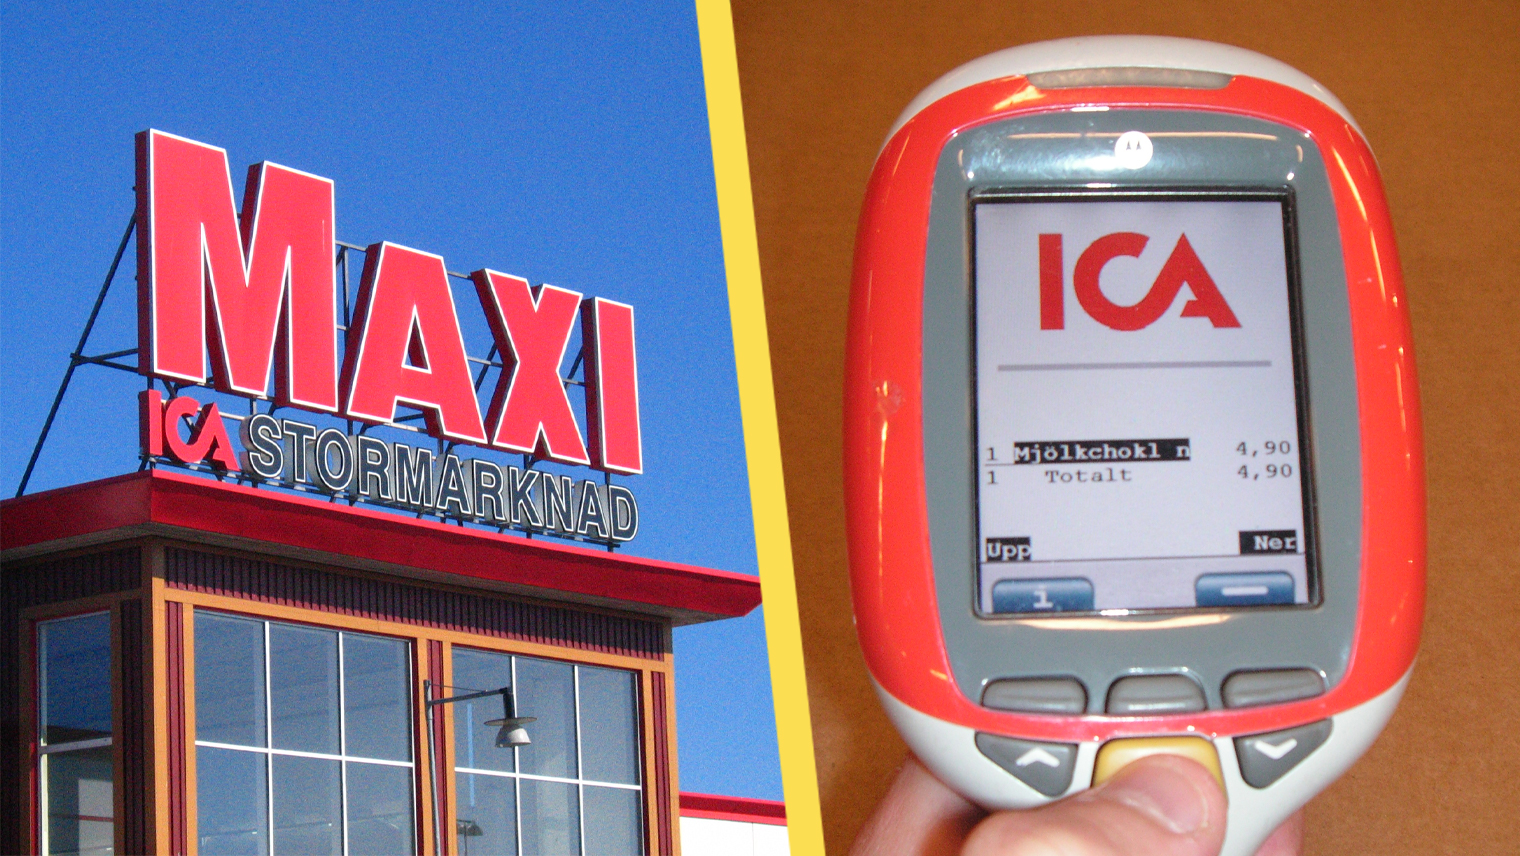 MAXI
ICA STORMARKNAD
ICA
1 Mjölkchokl n 4,90
1 Totalt 4,90
Upp Ner
i